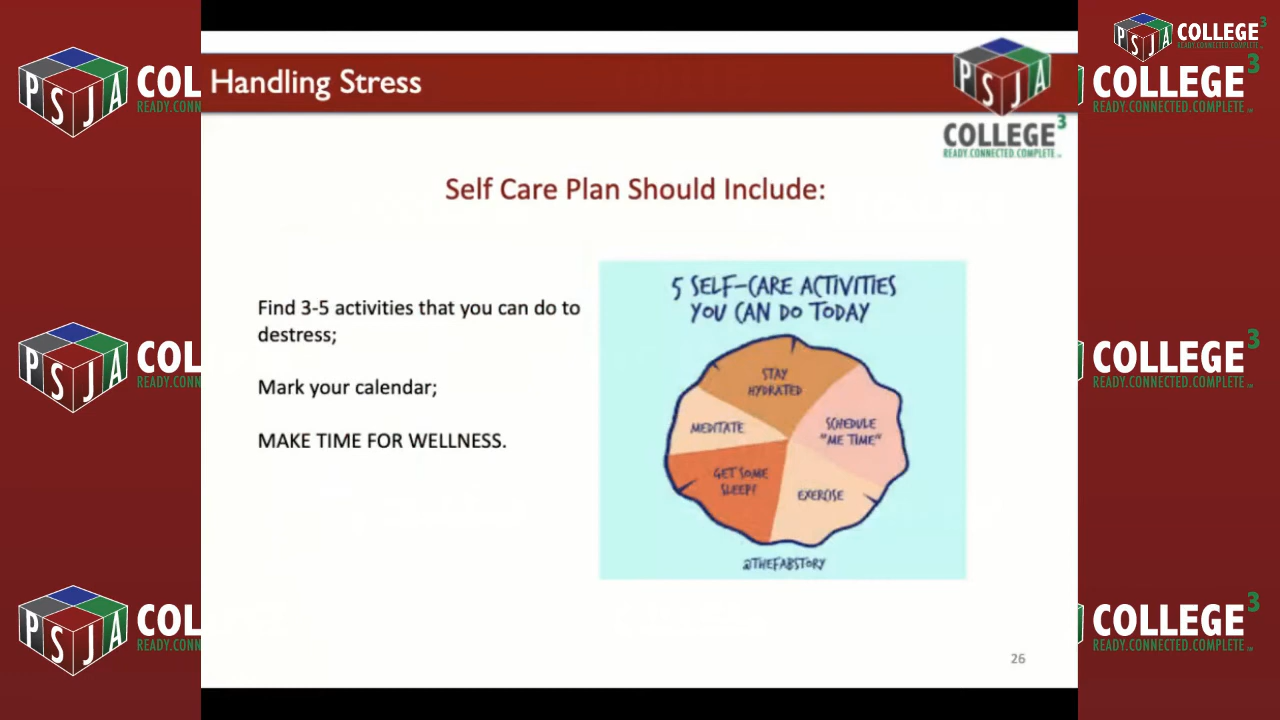 Handling Stress
PSJA
COLLEGE³
READY.CONNECTED.COMPLETE
Self Care Plan Should Include:
Find 3-5 activities that you can do to
destress;
Mark your calendar;
MAKE TIME FOR WELLNESS.
5 SELF-CARE ACTIVITIES
YOU CAN DO TODAY
STAY
HYDRATED
SCHEDULE
"ME TIME"
EXERCISE
GET SOME
SLEEP!
MEDITATE
@THEFABSTORY
26
PSJA
COLLEGE³
READY.CONNECTED.COMPLETE
PSJA
COL
READY.CONN
COLLEGE³
READY.CONNECTED.COMPLETE
PSJA
COL
READY.CONN
COLLEGE³
READY.CONNECTED.COMPLETE
PSJA
COL
READY.CONN
COLLEGE³
READY.CONNECTED.COMPLETE